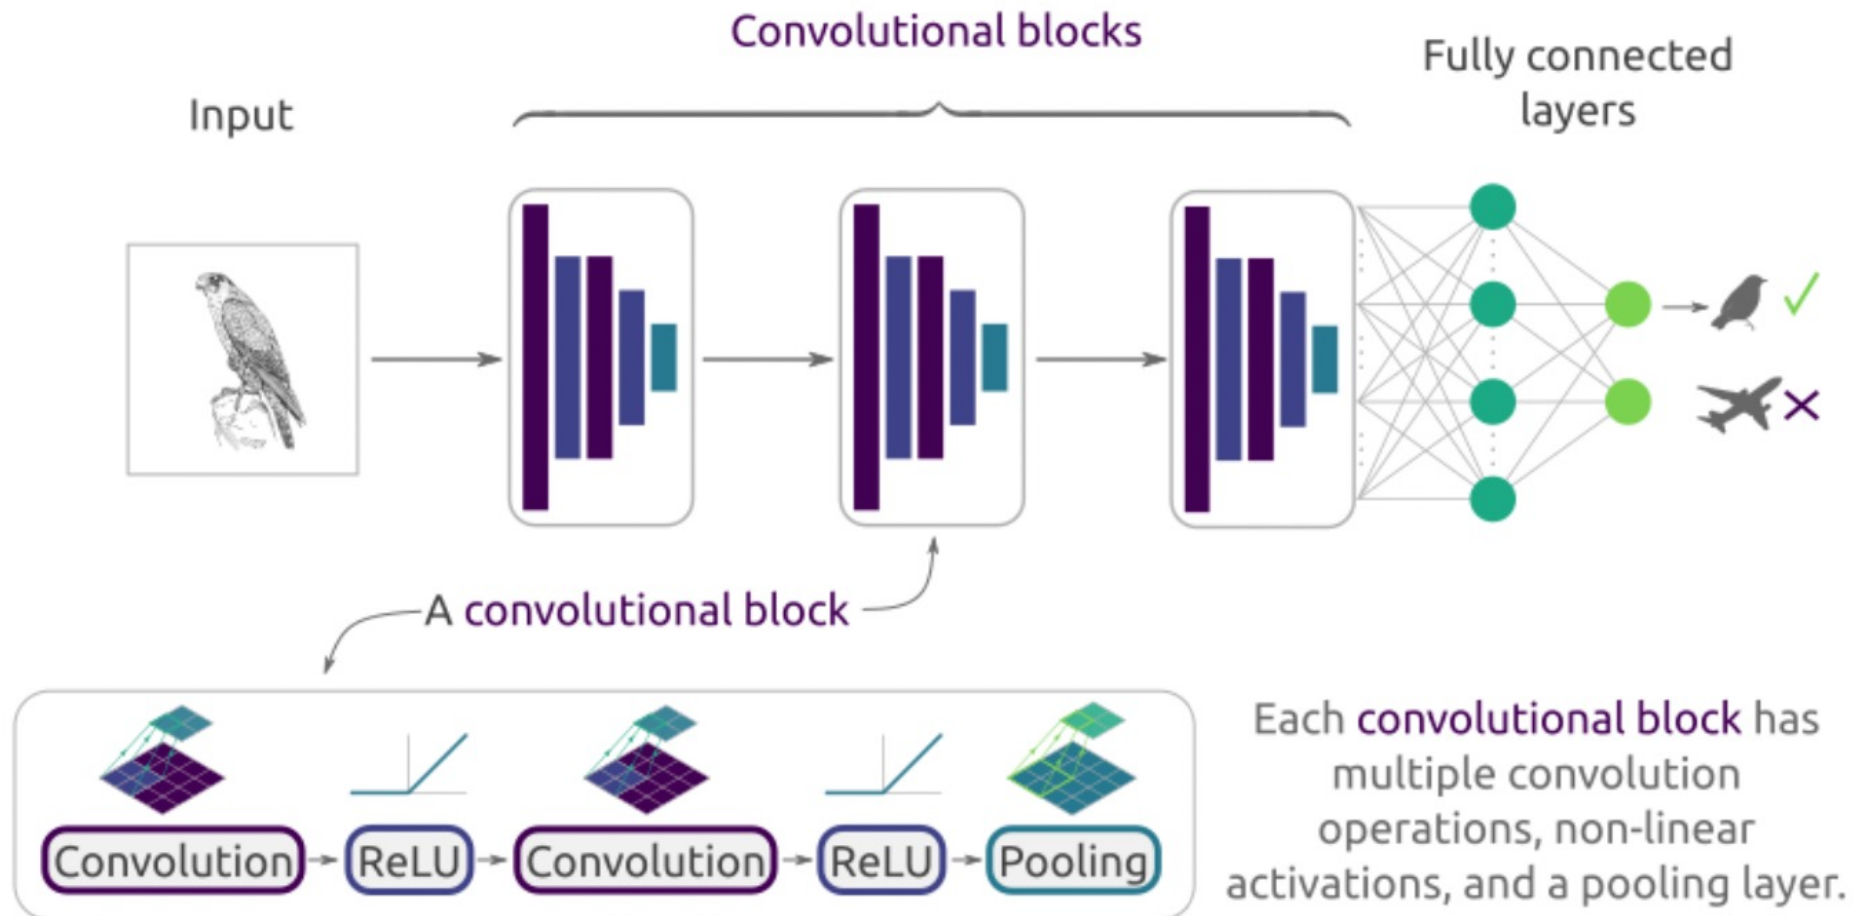 Convolutional blocks
Fully connected
layers
Input
A convolutional block
Convolution
ReLU
Convolution
ReLU
Pooling
Each convolutional block has
multiple convolution
operations, non-linear
activations, and a pooling layer.